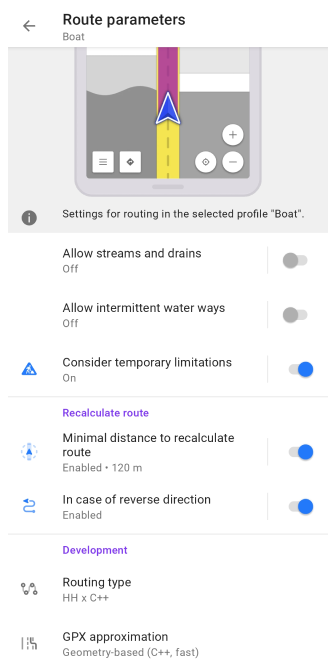 Route parameters
Boat
Settings for routing in the selected profile "Boat".
Allow streams and drains
Off
Allow intermittent water ways
Off
Consider temporary limitations
On
Recalculate route
Minimal distance to recalculate
route
Enabled • 120 m
In case of reverse direction
Enabled
Development
Routing type
HH x C++
GPX approximation
Geometry-based (C++, fast)